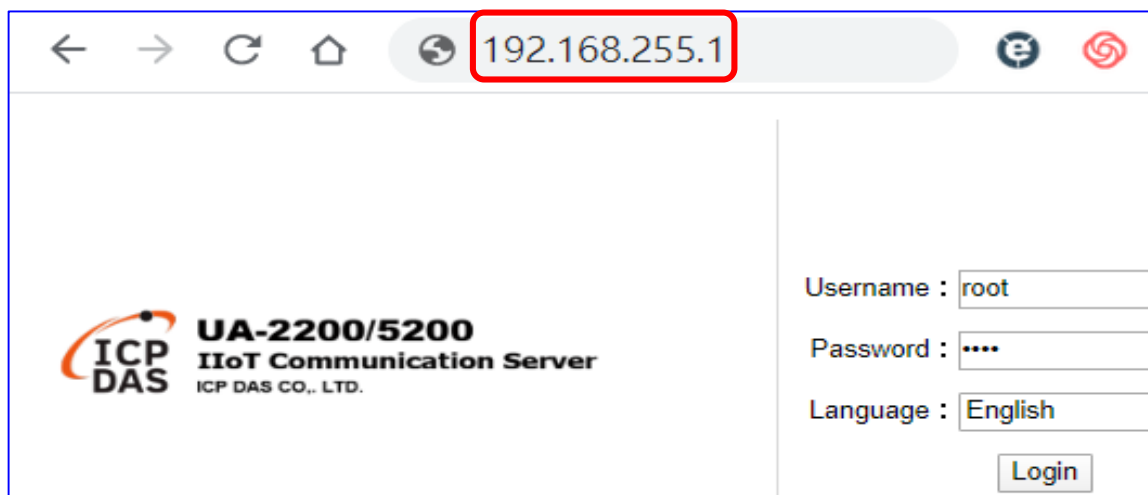 192.168.255.1
ICP
DAS
UA-2200/5200
IIoT Communication Server
ICP DAS CO,. LTD.
Username : root
Password : ••••
Language : English
Login